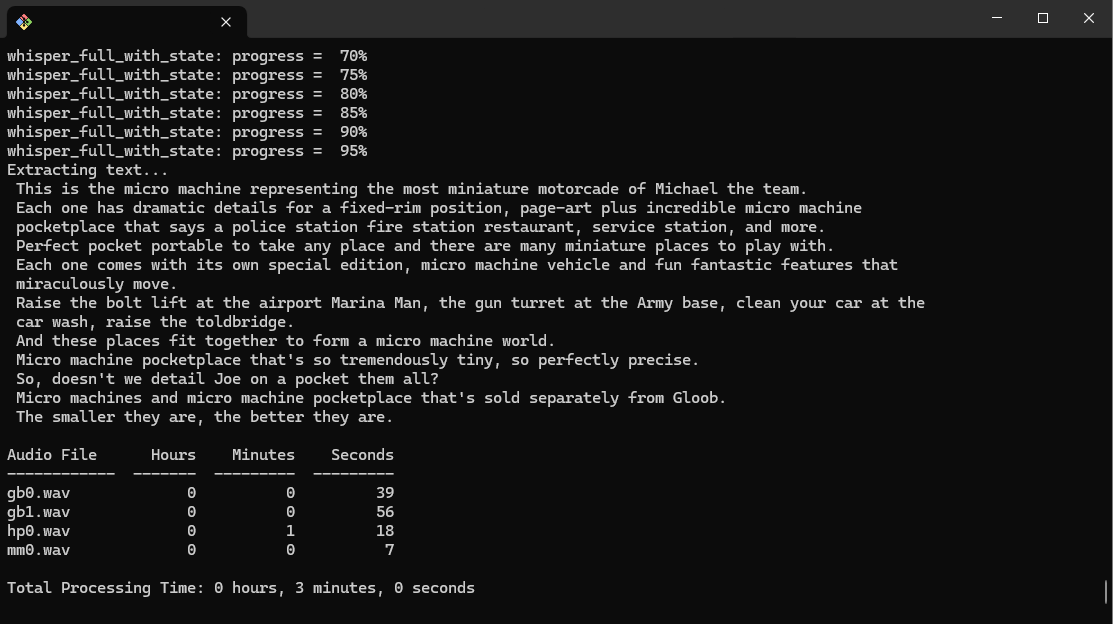 whisper_full_with_state: progress =  70%
whisper_full_with_state: progress =  75%
whisper_full_with_state: progress =  80%
whisper_full_with_state: progress =  85%
whisper_full_with_state: progress =  90%
whisper_full_with_state: progress =  95%
Extracting text...
 This is the micro machine representing the most miniature motorcade of Michael the team.
 Each one has dramatic details for a fixed-rim position, page-art plus incredible micro machine
 pocketplace that says a police station fire station restaurant, service station, and more.
 Perfect pocket portable to take any place and there are many miniature places to play with.
 Each one comes with its own special edition, micro machine vehicle and fun fantastic features that
 miraculously move.
 Raise the bolt lift at the airport Marina Man, the gun turret at the Army base, clean your car at the
 car wash, raise the toldbridge.
 And these places fit together to form a micro machine world.
 Micro machine pocketplace that's so tremendously tiny, so perfectly precise.
 So, doesn't we detail Joe on a pocket them all?
 Micro machines and micro machine pocketplace that's sold separately from Gloob.
 The smaller they are, the better they are.

Audio File      Hours    Minutes    Seconds
------------  -------  ---------  ---------
gb0.wav             0          0         39
gb1.wav             0          0         56
hp0.wav             0          1         18
mm0.wav             0          0          7

Total Processing Time: 0 hours, 3 minutes, 0 seconds